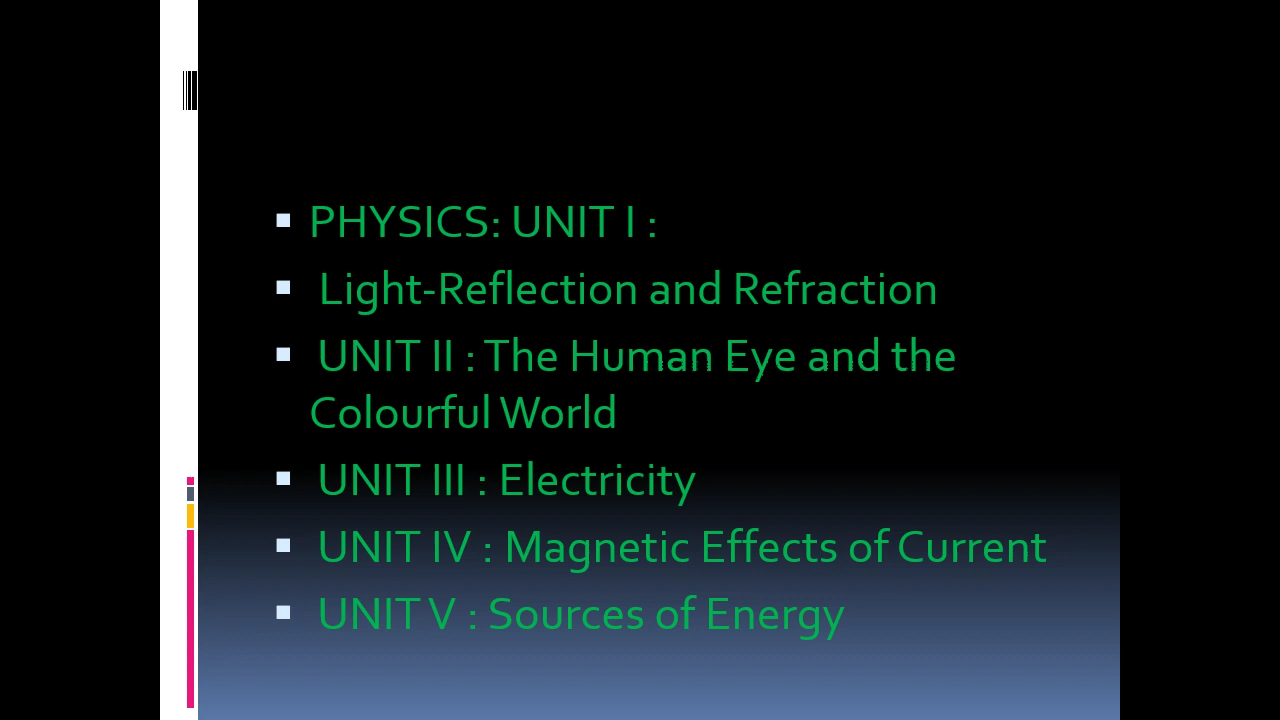 PHYSICS: UNIT I :
Light-Reflection and Refraction
UNIT II : The Human Eye and the
Colourful World
UNIT III : Electricity
UNIT IV : Magnetic Effects of Current
UNIT V : Sources of Energy